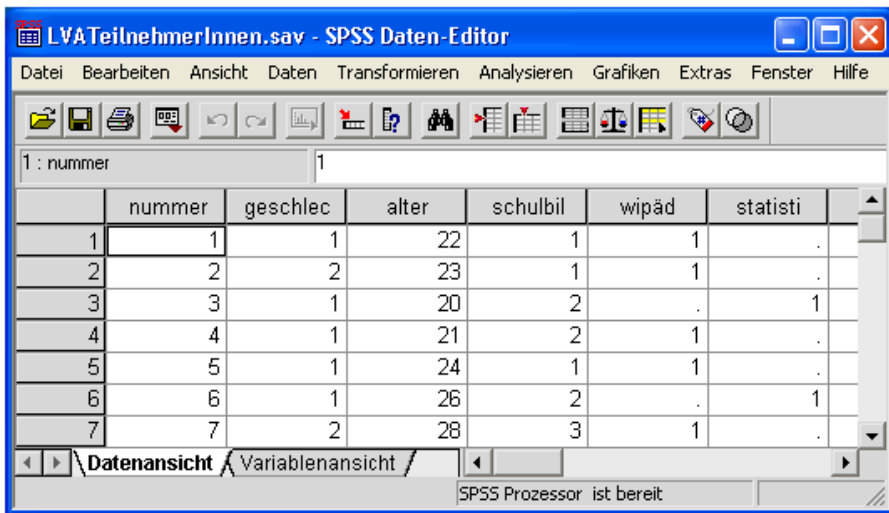 LVATeilnehmerInnen.sav - SPSS Daten-Editor
Datei Bearbeiten Ansicht Daten Transformieren Analysieren Grafiken Extras Fenster Hilfe
1 : nummer 1
nummer geschlec alter schulbil wipäd statisti
1 1 1 22 1 1 .
2 2 2 23 1 1 .
3 3 1 20 2 . 1
4 4 1 21 2 1 .
5 5 1 24 1 1 .
6 6 1 26 2 . 1
7 7 2 28 3 1 .
Datenansicht Variablenansicht
SPSS Prozessor ist bereit